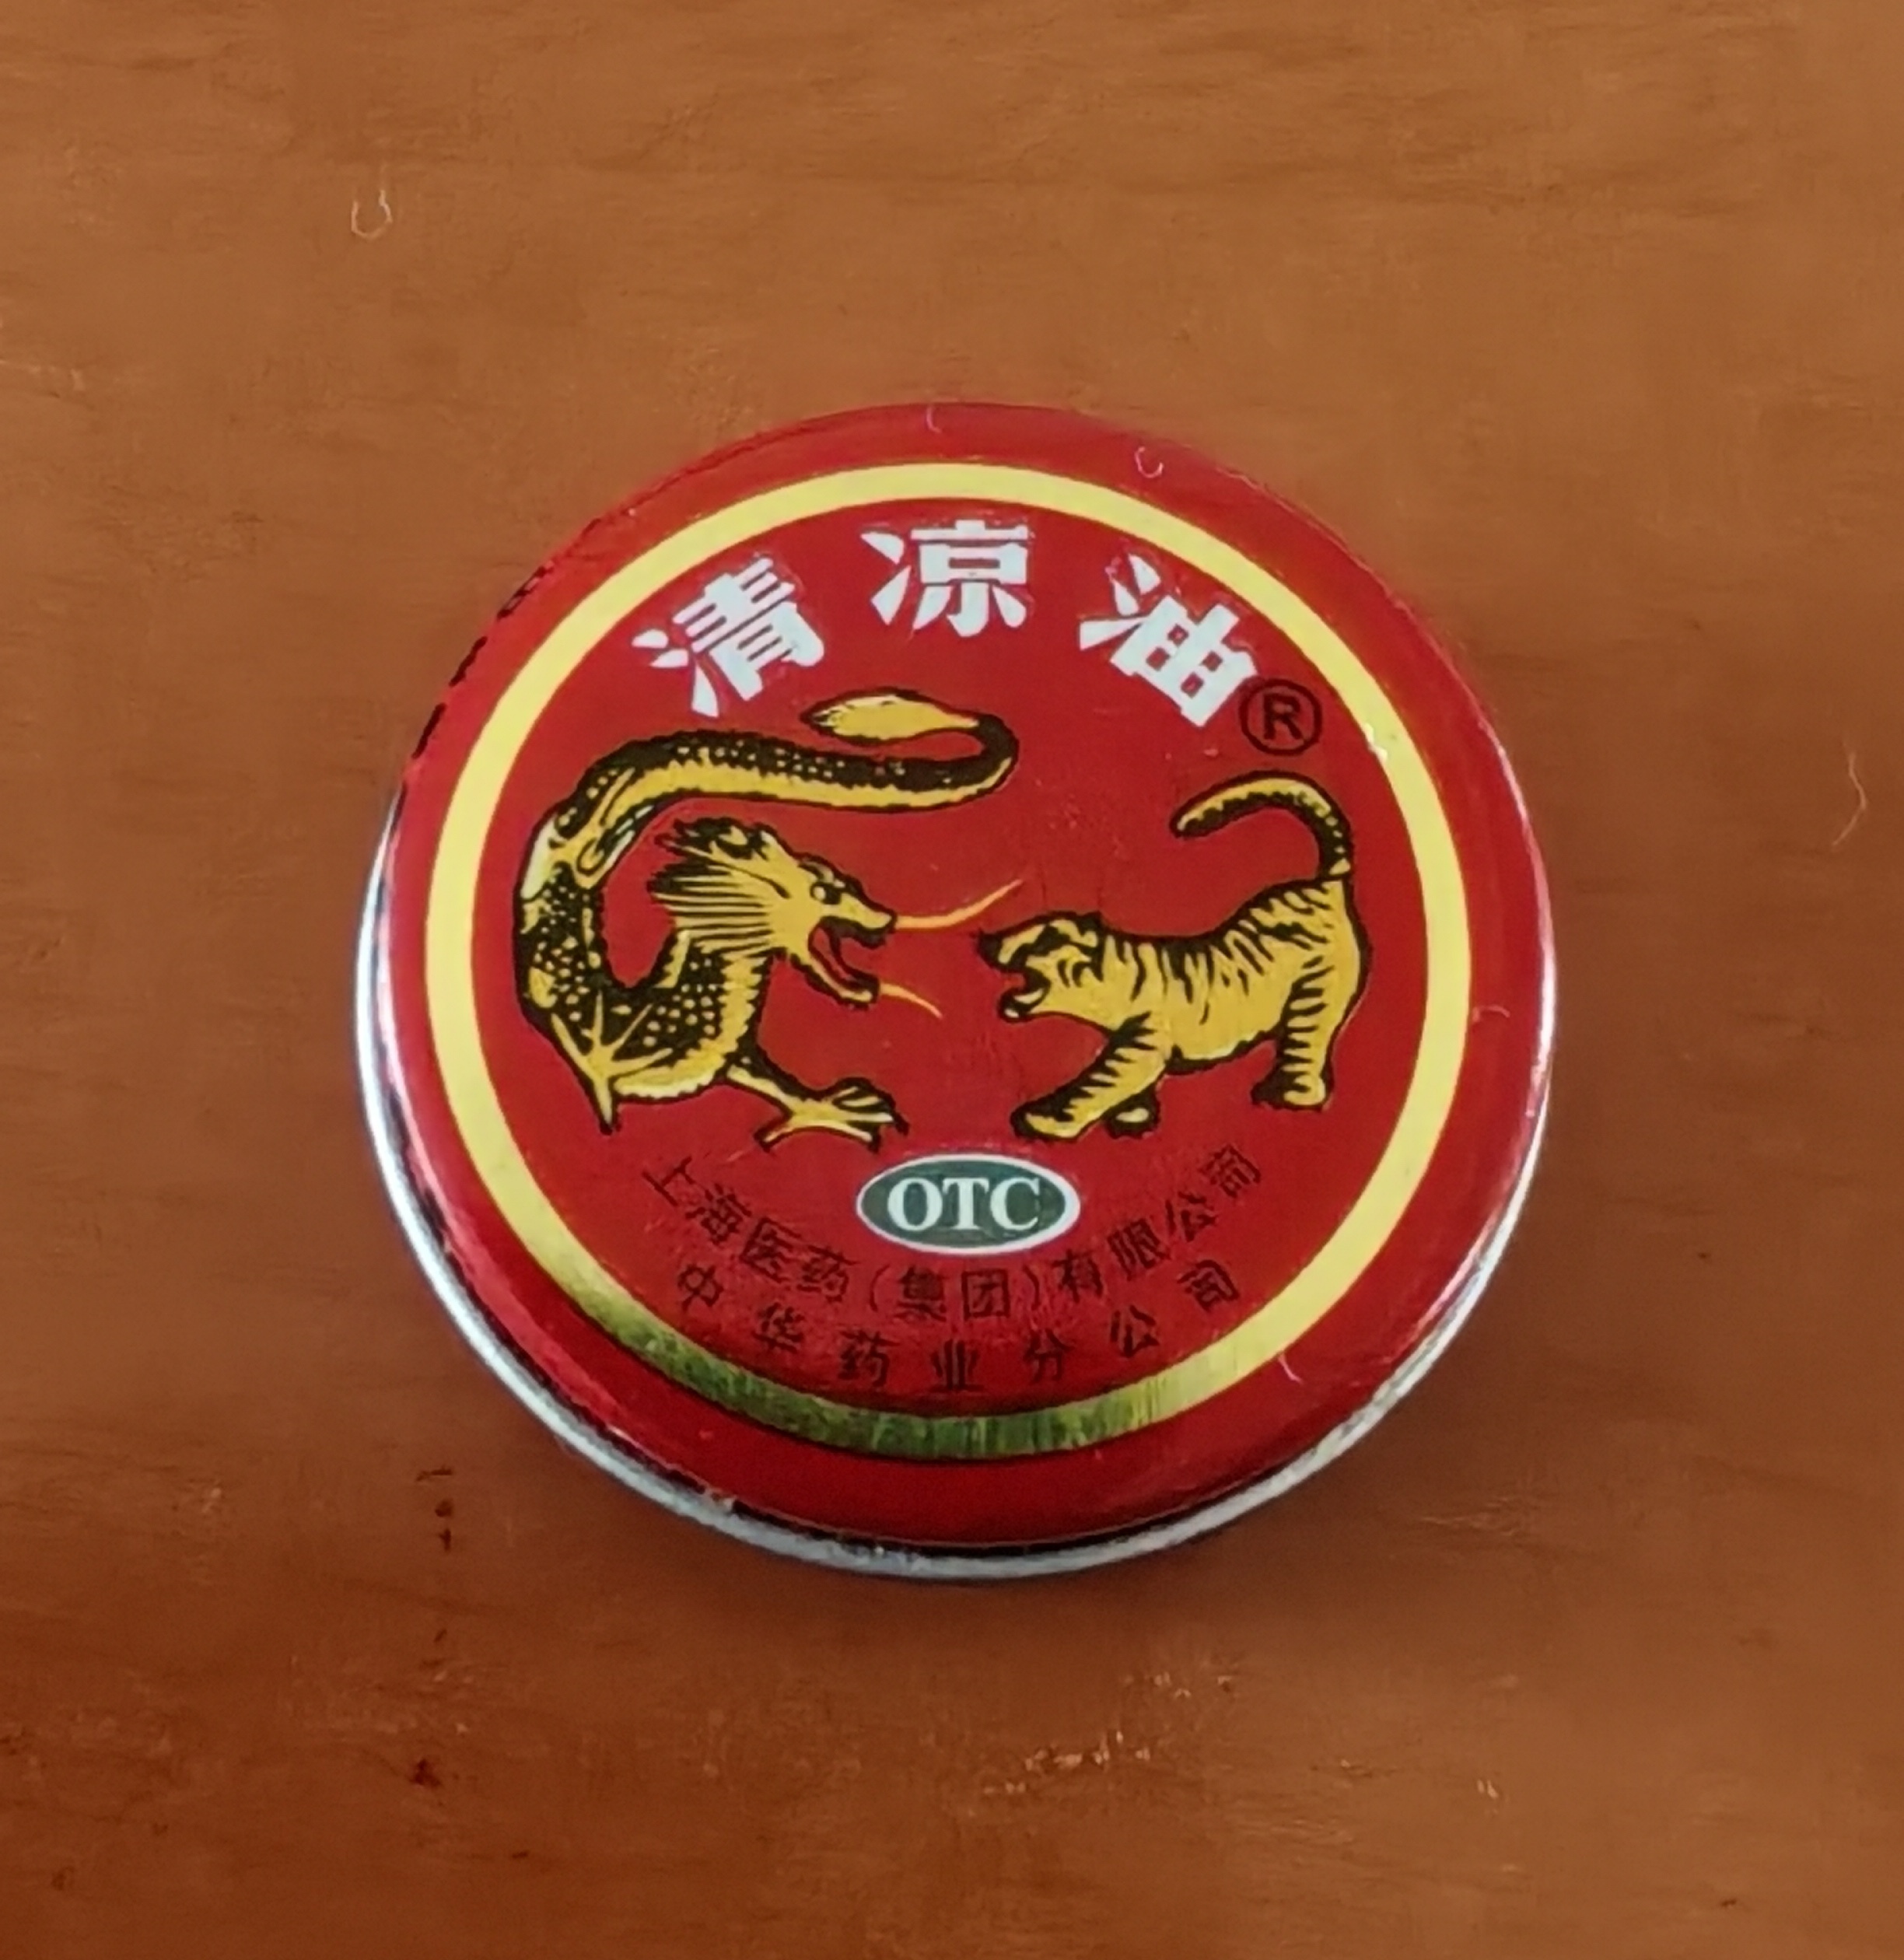 清凉油
®
OTC
上海医药(集团)有限公司
中华药业分公司